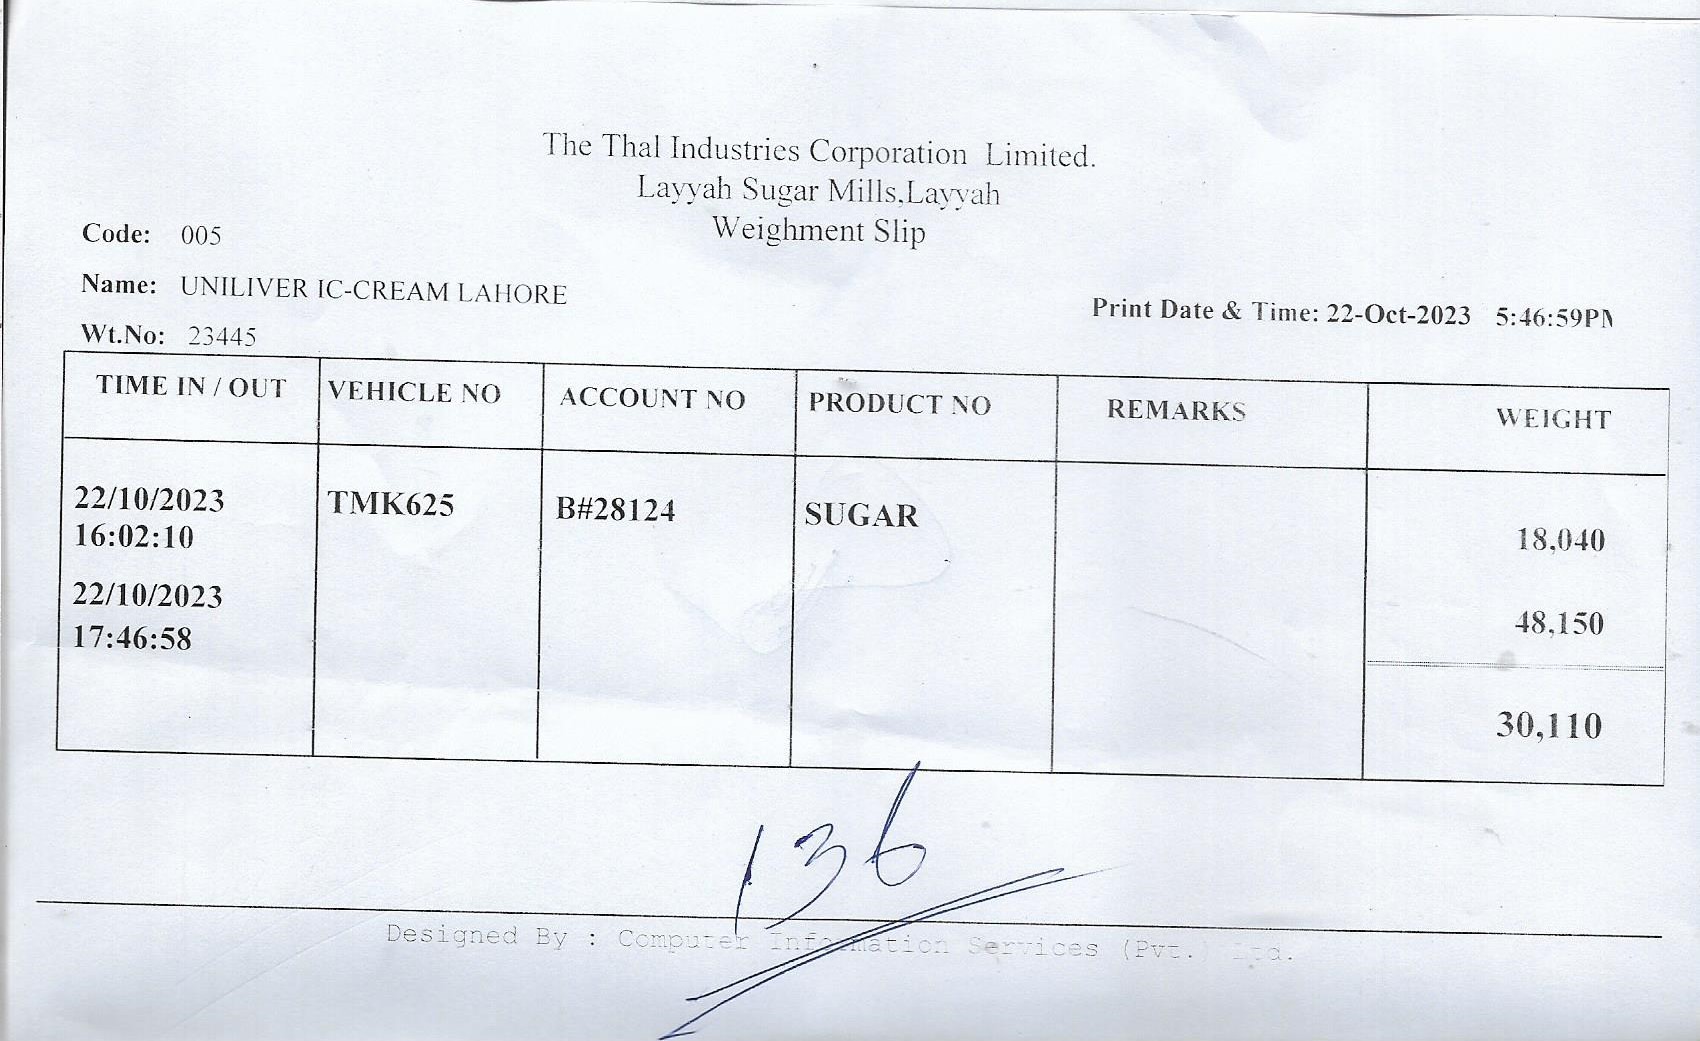 The Thal Industries Corporation Limited.
Layyah Sugar Mills,Layyah
Weighment Slip
Code: 005
Name: UNILIVER IC-CREAM LAHORE
Print Date & Time: 22-Oct-2023 5:46:59PM
Wt.No: 23445
TIME IN / OUT VEHICLE NO ACCOUNT NO PRODUCT NO REMARKS WEIGHT
22/10/2023 TMK625 B#28124 SUGAR
16:02:10 18,040
22/10/2023
17:46:58 48,150
30,110
136
Designed By : Computer Information Services (Pvt.) Ltd.